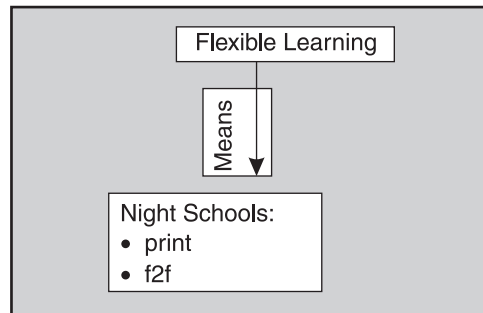 Flexible Learning
Means
Night Schools:
• print
• f2f